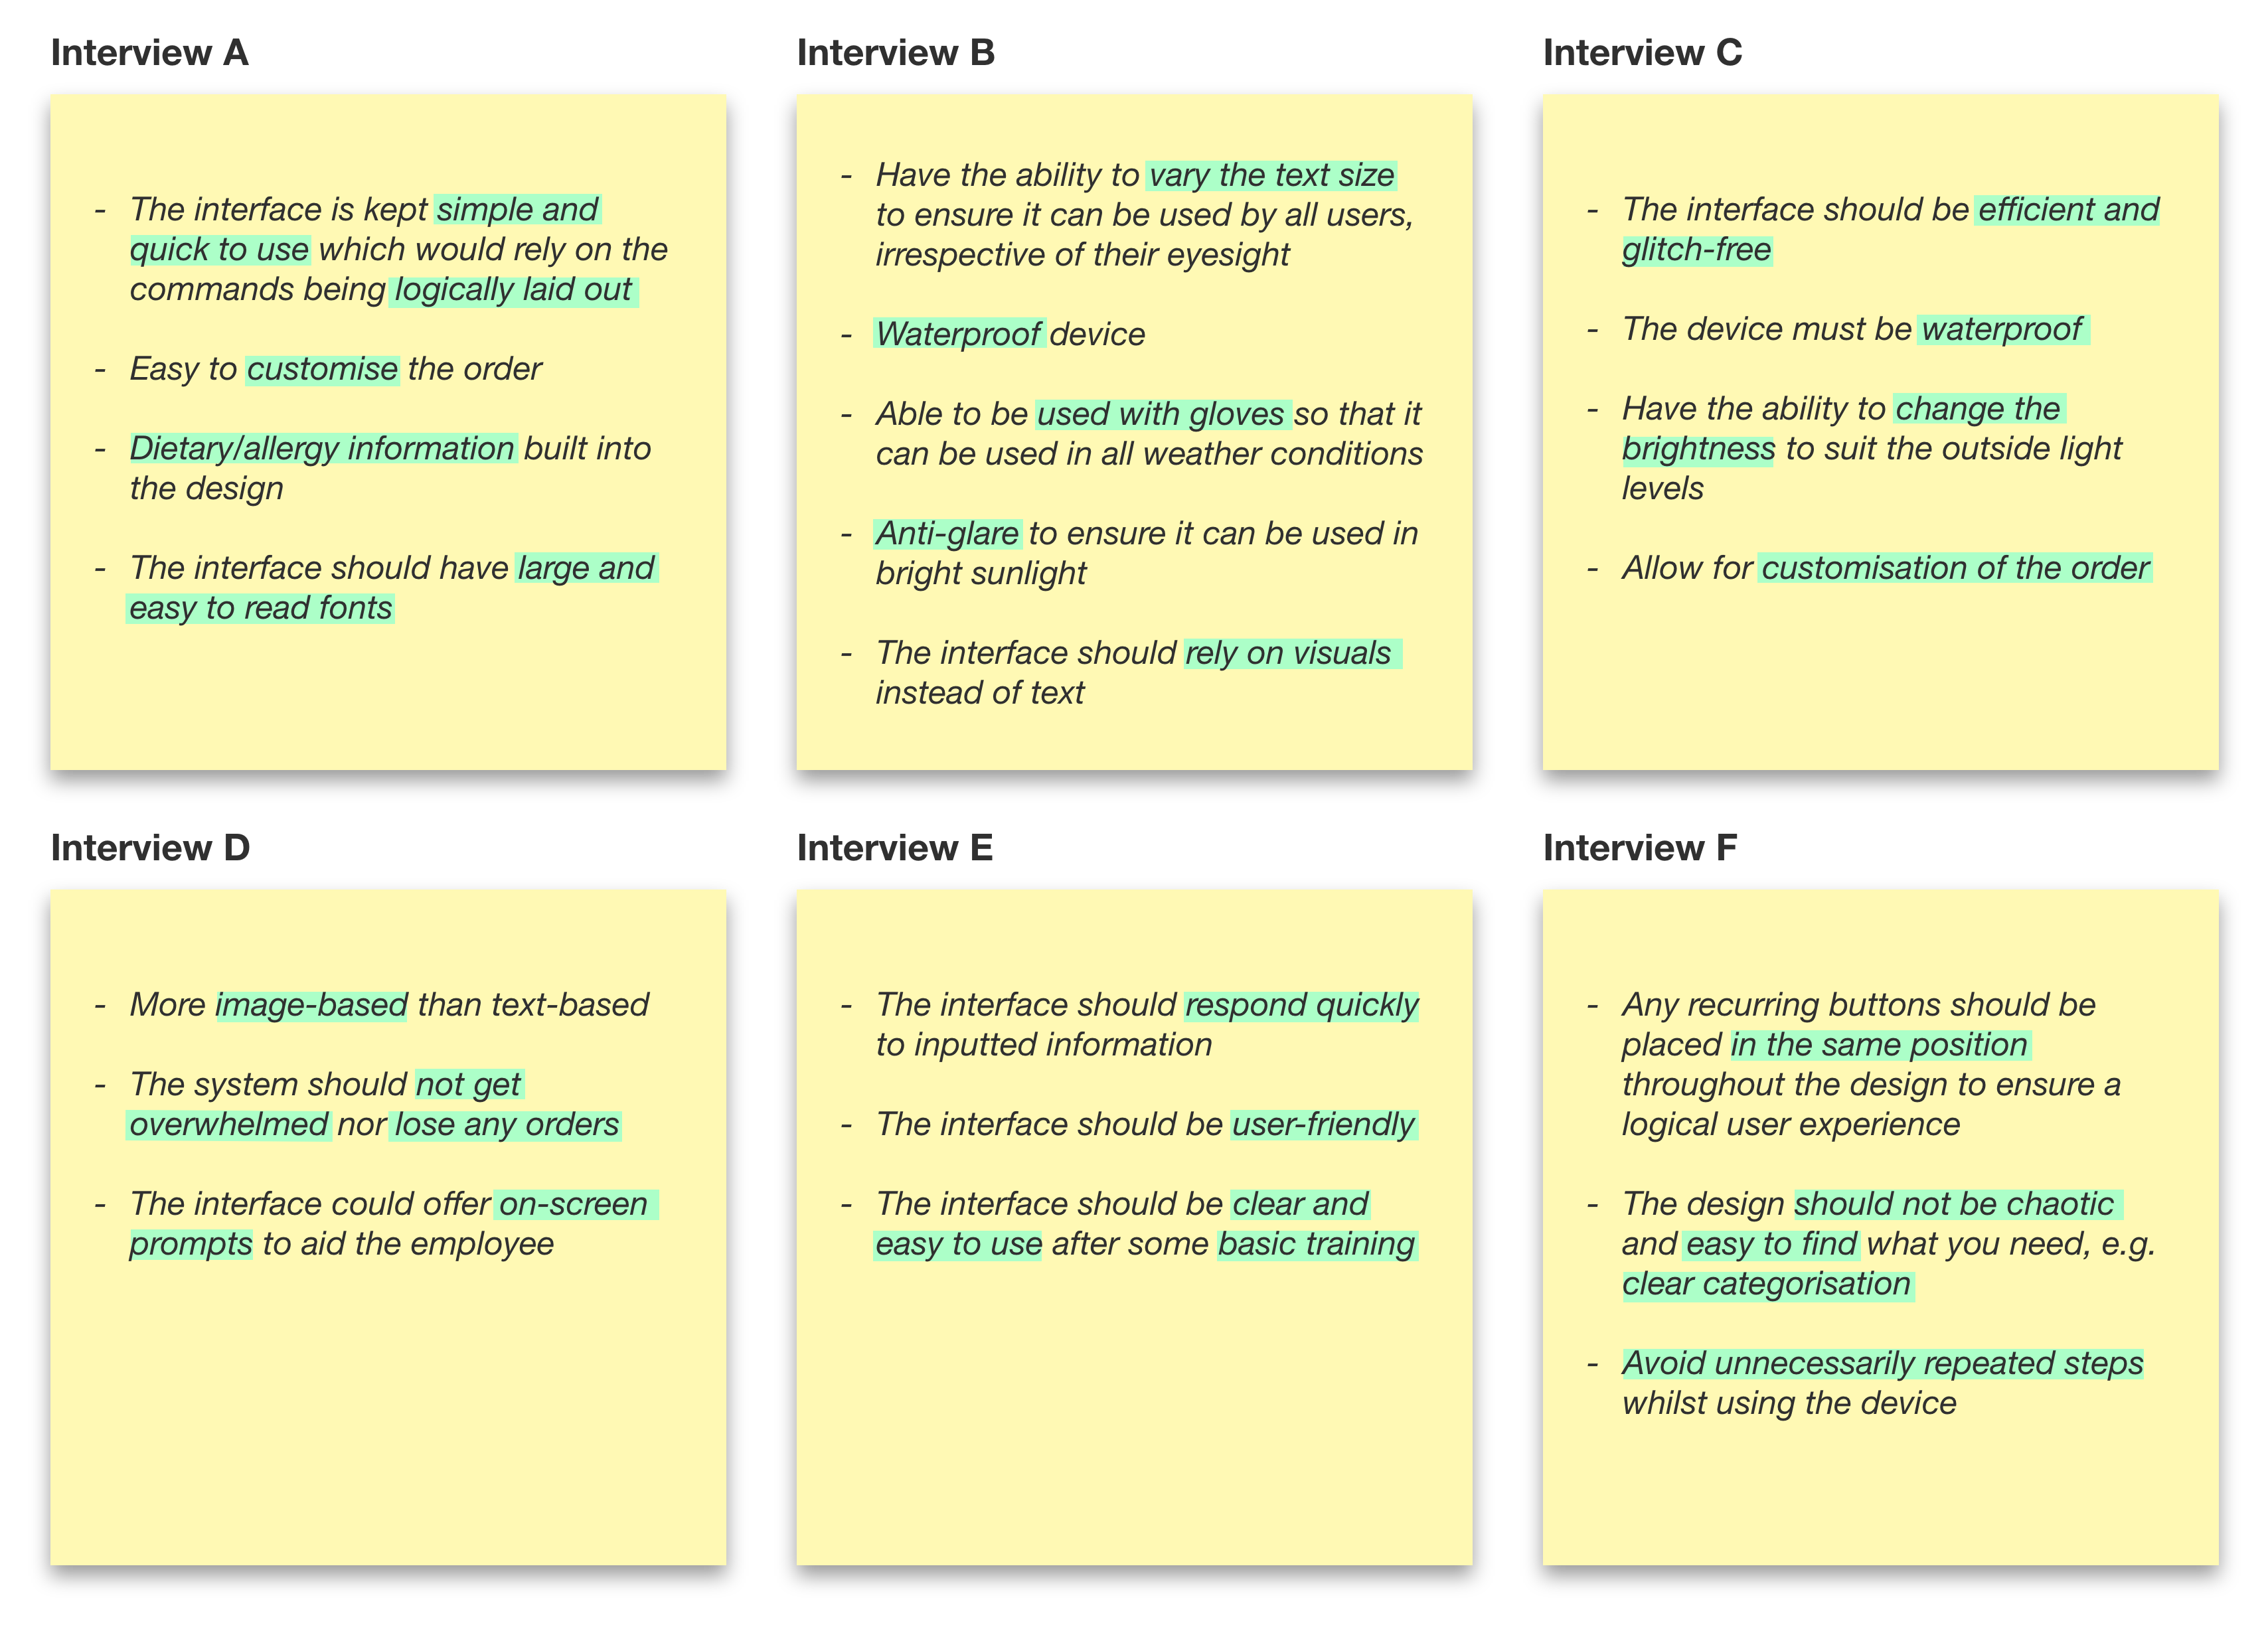 Interview A
- The interface is kept simple and
quick to use which would rely on the
commands being logically laid out
- Easy to customise the order
- Dietary/allergy information built into
the design
- The interface should have large and
easy to read fonts
Interview B
- Have the ability to vary the text size
to ensure it can be used by all users,
irrespective of their eyesight
- Waterproof device
- Able to be used with gloves so that it
can be used in all weather conditions
- Anti-glare to ensure it can be used in
bright sunlight
- The interface should rely on visuals
instead of text
Interview C
- The interface should be efficient and
glitch-free
- The device must be waterproof
- Have the ability to change the
brightness to suit the outside light
levels
- Allow for customisation of the order
Interview D
- More image-based than text-based
- The system should not get
overwhelmed nor lose any orders
- The interface could offer on-screen
prompts to aid the employee
Interview E
- The interface should respond quickly
to inputted information
- The interface should be user-friendly
- The interface should be clear and
easy to use after some basic training
Interview F
- Any recurring buttons should be
placed in the same position
throughout the design to ensure a
logical user experience
- The design should not be chaotic
and easy to find what you need, e.g.
clear categorisation
- Avoid unnecessarily repeated steps
whilst using the device